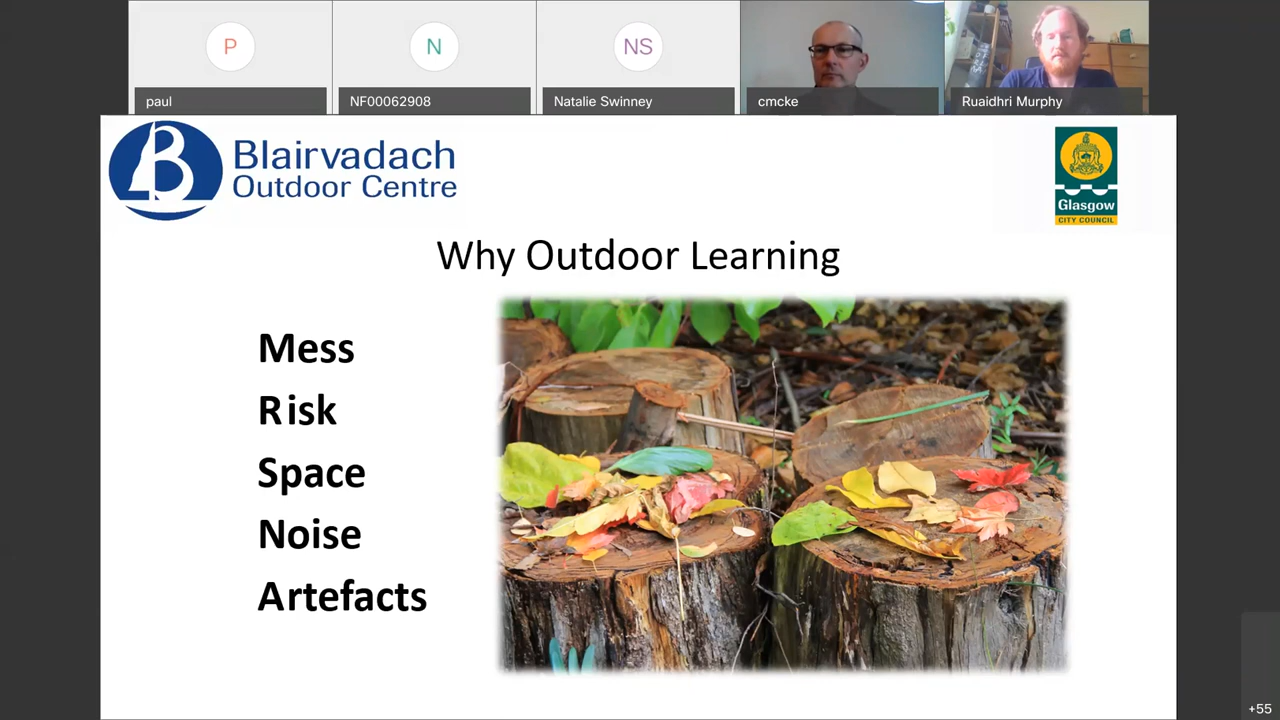 P
N
NS
paul
NF00062908
Natalie Swinney
cmcke
Ruaidhri Murphy
B
Blairvadach
Outdoor Centre
Glasgow
CITY COUNCIL
Why Outdoor Learning
Mess
Risk
Space
Noise
Artefacts
+55